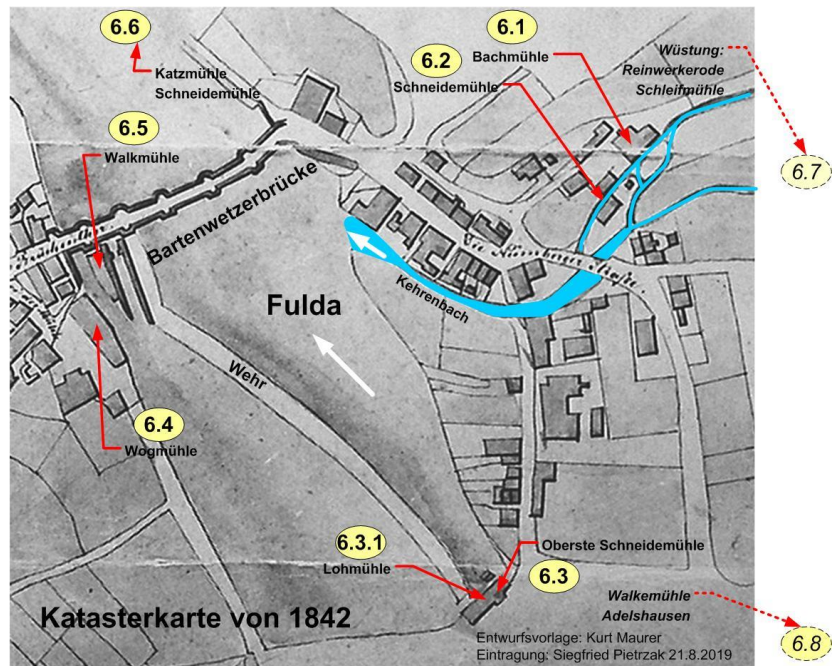 6.6
Katzmühle
Schneidemühle
6.1
Bachmühle
6.2
Schneidemühle
Wüstung:
Reinwerkerode
Schleifmühle
6.7
6.5
Walkmühle
Bartenwetzerbrücke
Kehrenbach
Fulda
Wehr
6.4
Wogmühle
6.3.1
Lohmühle
Oberste Schneidemühle
6.3
Walkemühle
Adelshausen
6.8
Katasterkarte von 1842
Entwurfsvorlage: Kurt Maurer
Eintragung: Siegfried Pietrzak 21.8.2019